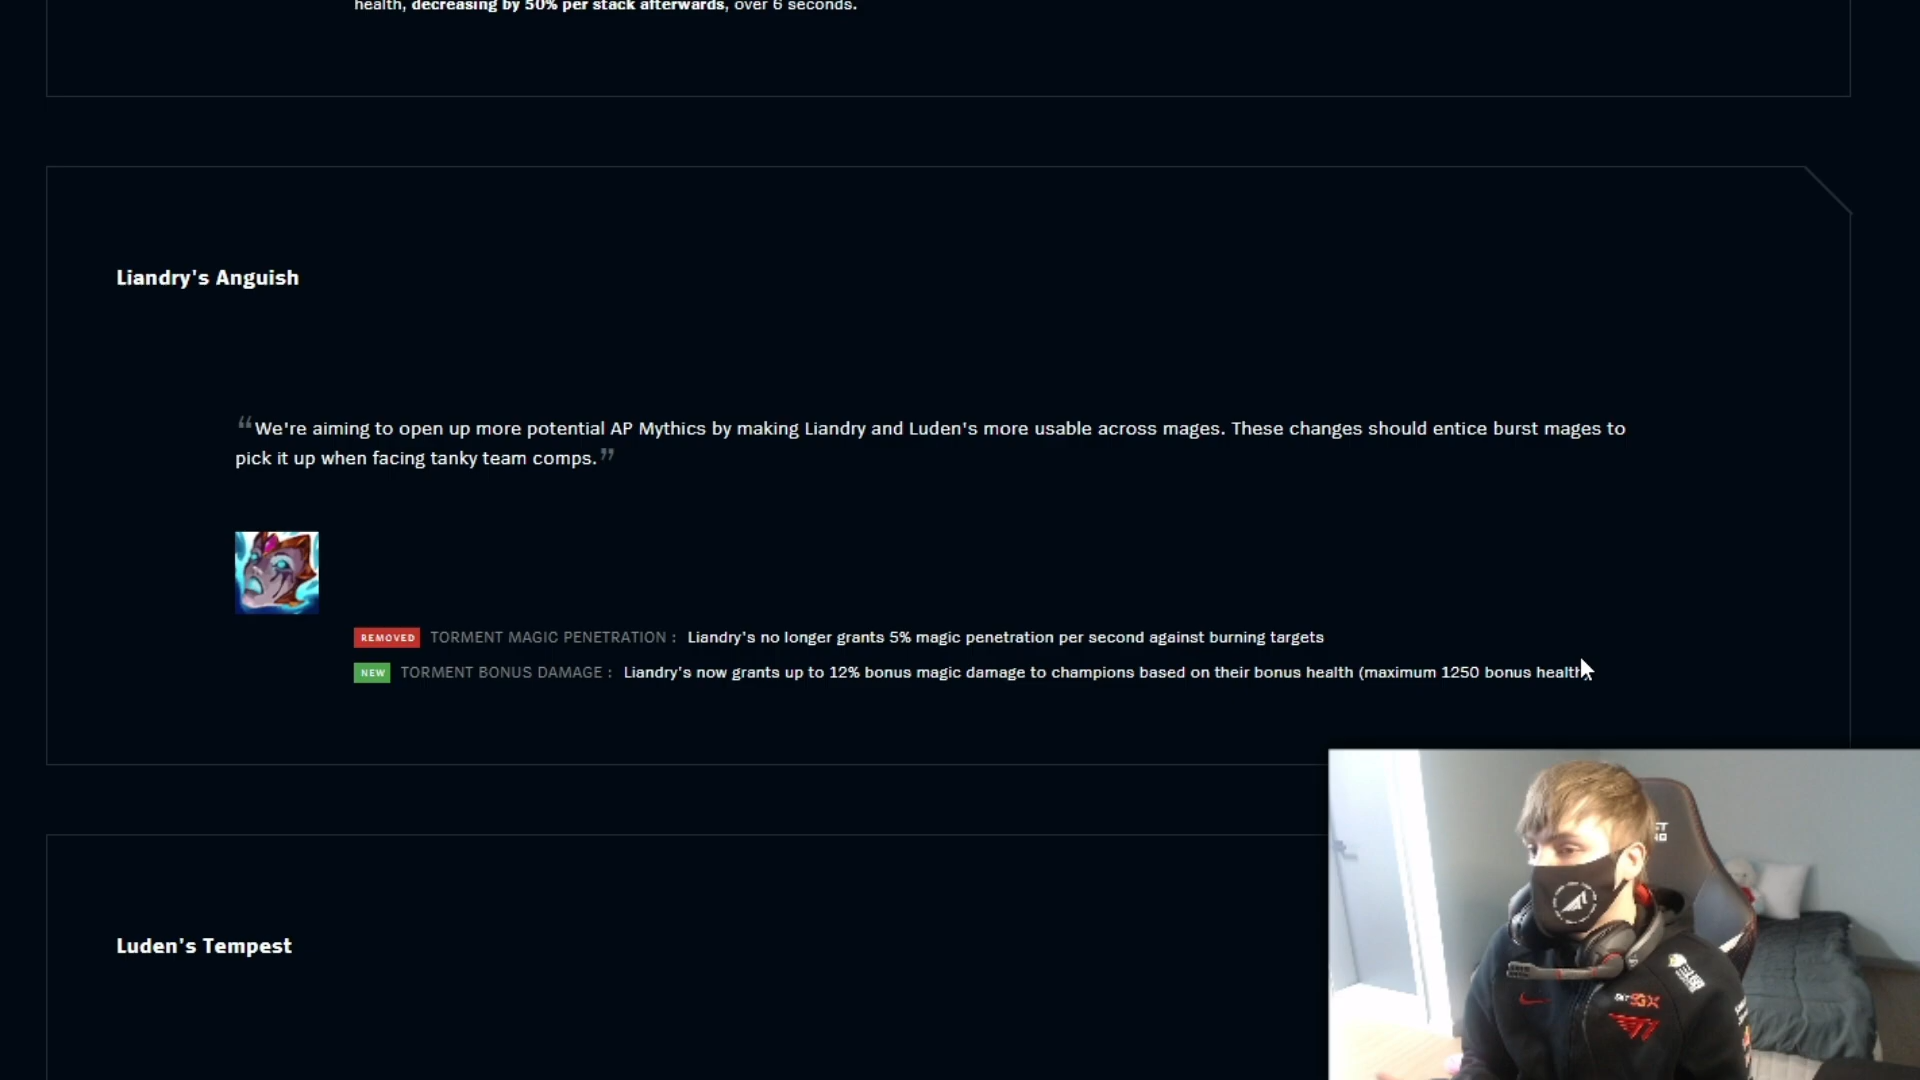 health, decreasing by 50% per stack afterwards, over 6 seconds.
Liandry's Anguish
“We're aiming to open up more potential AP Mythics by making Liandry and Luden's more usable across mages. These changes should entice burst mages to
pick it up when facing tanky team comps.”
REMOVED TORMENT MAGIC PENETRATION : Liandry's no longer grants 5% magic penetration per second against burning targets
NEW TORMENT BONUS DAMAGE : Liandry's now grants up to 12% bonus magic damage to champions based on their bonus health (maximum 1250 bonus health)
Luden's Tempest
T1